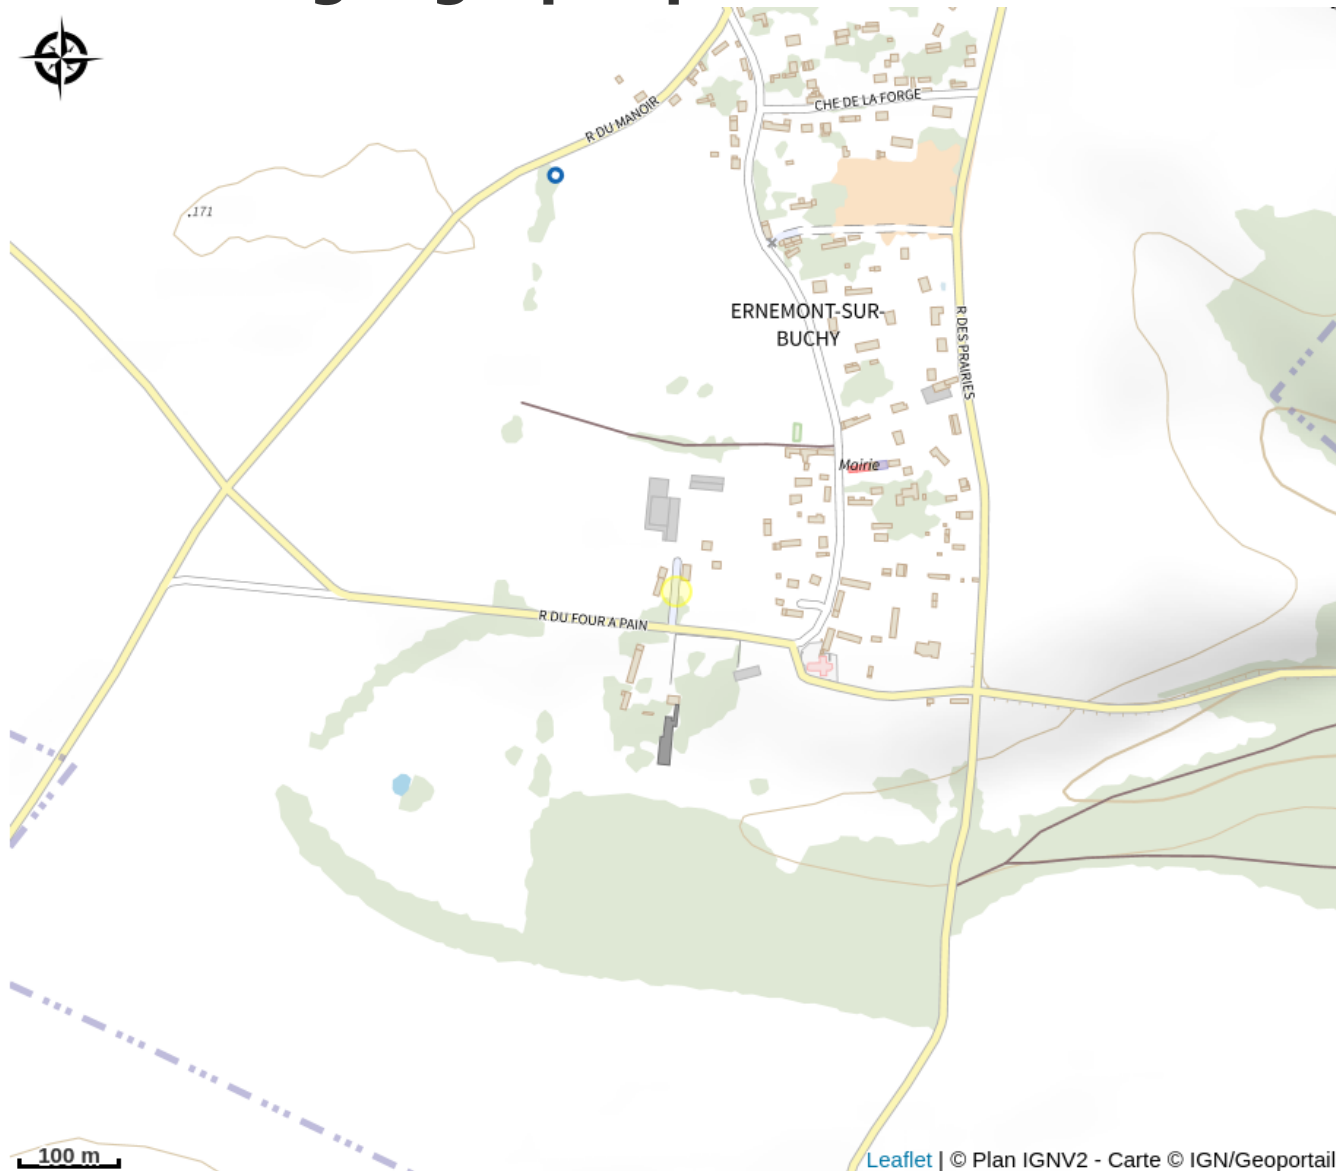 R DU MANOIR
CHE DE LA FORGE
.171
ERNEMONT-SUR-
BUCHY
R DES PRAIRIES
Mairie
R DU FOUR A PAIN
100 m
Leaflet | © Plan IGNV2 - Carte © IGN/Geoportail